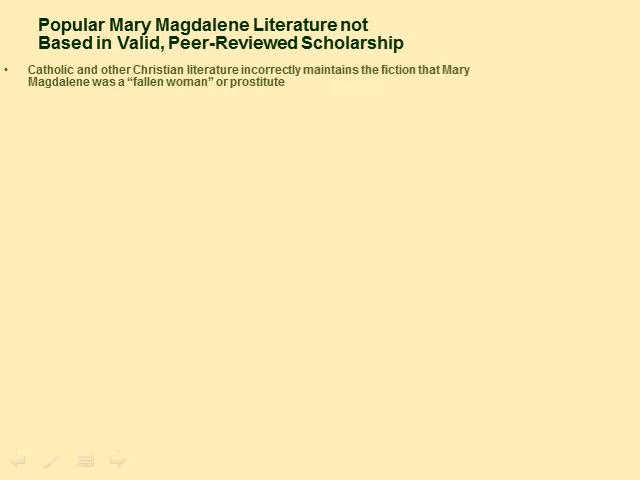 Popular Mary Magdalene Literature not
Based in Valid, Peer-Reviewed Scholarship
• Catholic and other Christian literature incorrectly maintains the fiction that Mary
Magdalene was a “fallen woman” or prostitute